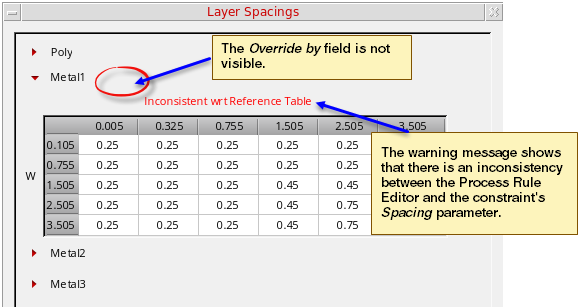 Layer Spacings
Poly
The Override by field is not
visible.
Metal1
Inconsistent wrt Reference Table
0.005 0.325 0.755 1.505 2.505 3.505
0.105 0.25 0.25 0.25 0.25 0.25
0.755 0.25 0.25 0.25 0.25 0.25
W 1.505 0.25 0.25 0.25 0.45 0.45
2.505 0.25 0.25 0.25 0.45 0.75
3.505 0.25 0.25 0.25 0.45 0.75
The warning message shows
that there is an inconsistency
between the Process Rule
Editor and the constraint's
Spacing parameter.
Metal2
Metal3